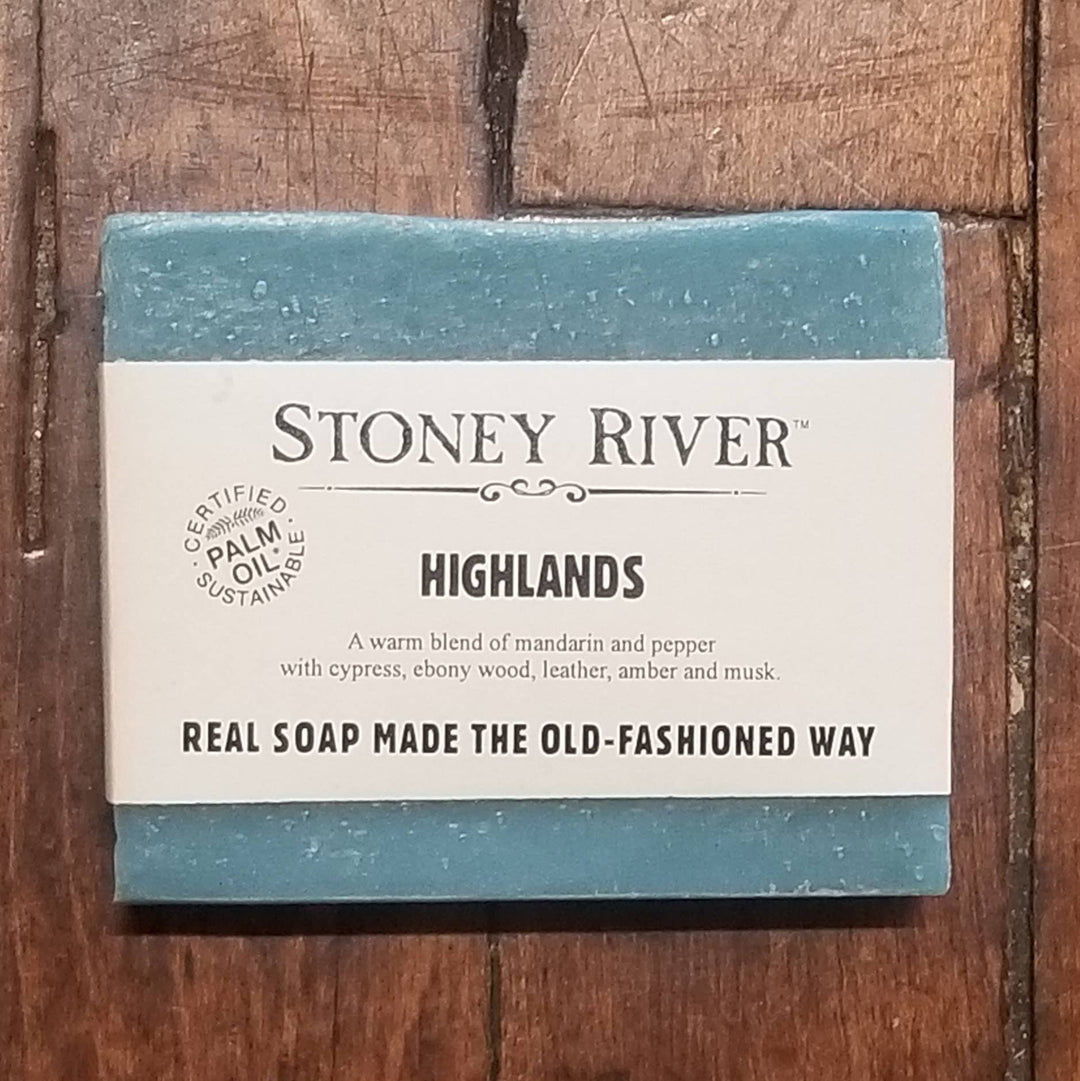 STONEY RIVER™
CERTIFIED
PALM
OIL
SUSTAINABLE
HIGHLANDS
A warm blend of mandarin and pepper
with cypress, ebony wood, leather, amber and musk.
REAL SOAP MADE THE OLD-FASHIONED WAY